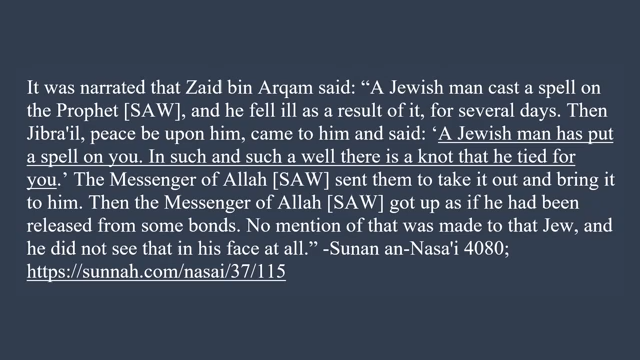 It was narrated that Zaid bin Arqam said: “A Jewish man cast a spell on
the Prophet [SAW], and he fell ill as a result of it, for several days. Then
Jibra'il, peace be upon him, came to him and said: ‘A Jewish man has put
a spell on you. In such and such a well there is a knot that he tied for
you.’ The Messenger of Allah [SAW] sent them to take it out and bring it
to him. Then the Messenger of Allah [SAW] got up as if he had been
released from some bonds. No mention of that was made to that Jew, and
he did not see that in his face at all.” -Sunan an-Nasa'i 4080;
https://sunnah.com/nasai/37/115